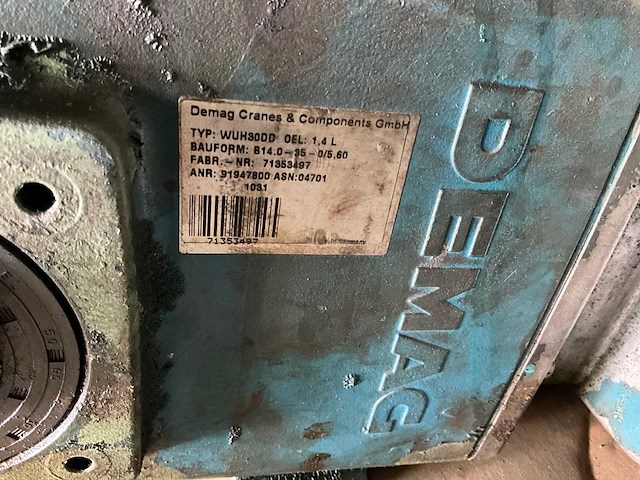 Demag Cranes & Components GmbH
TYP: WUH30DD OEL: 1,4 L
BAUFORM: B14.0-35-0/5,60
FABR.-NR: 71353497
ANR: 91947800 ASN:04701
1031
71353497
DEMAG